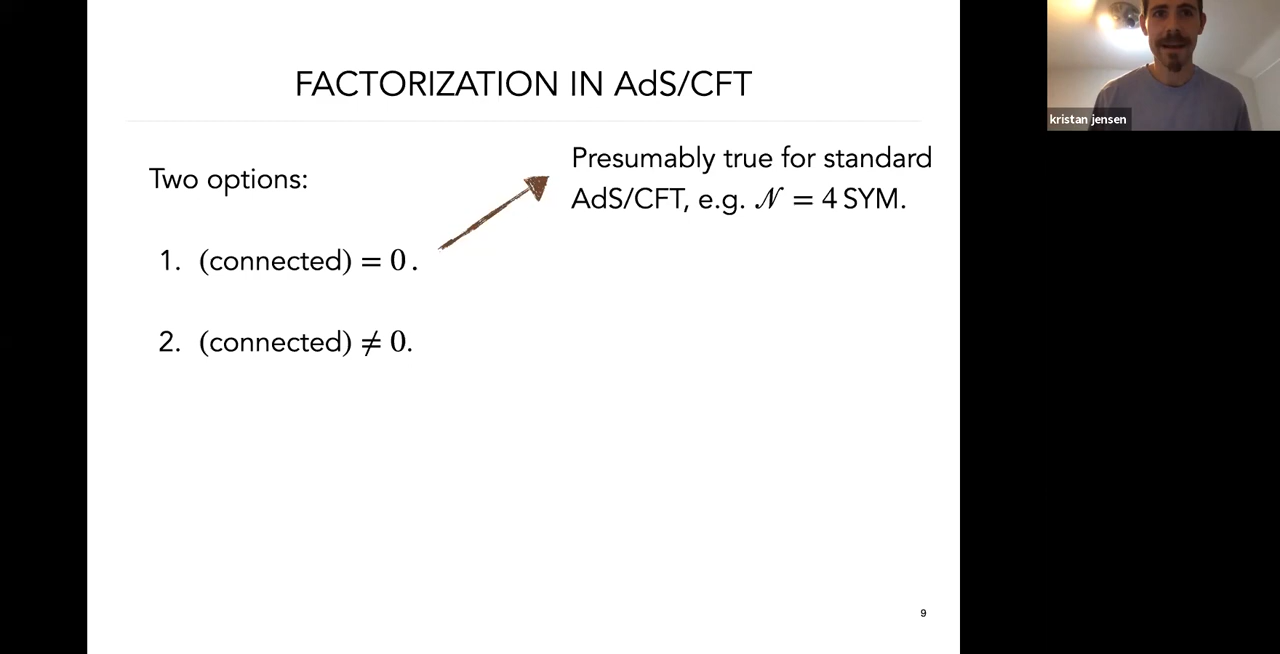 FACTORIZATION IN AdS/CFT
Two options:
Presumably true for standard
AdS/CFT, e.g. 𝒩 = 4 SYM.
1. (connected) = 0.
2. (connected) ≠ 0.
9
kristan jensen